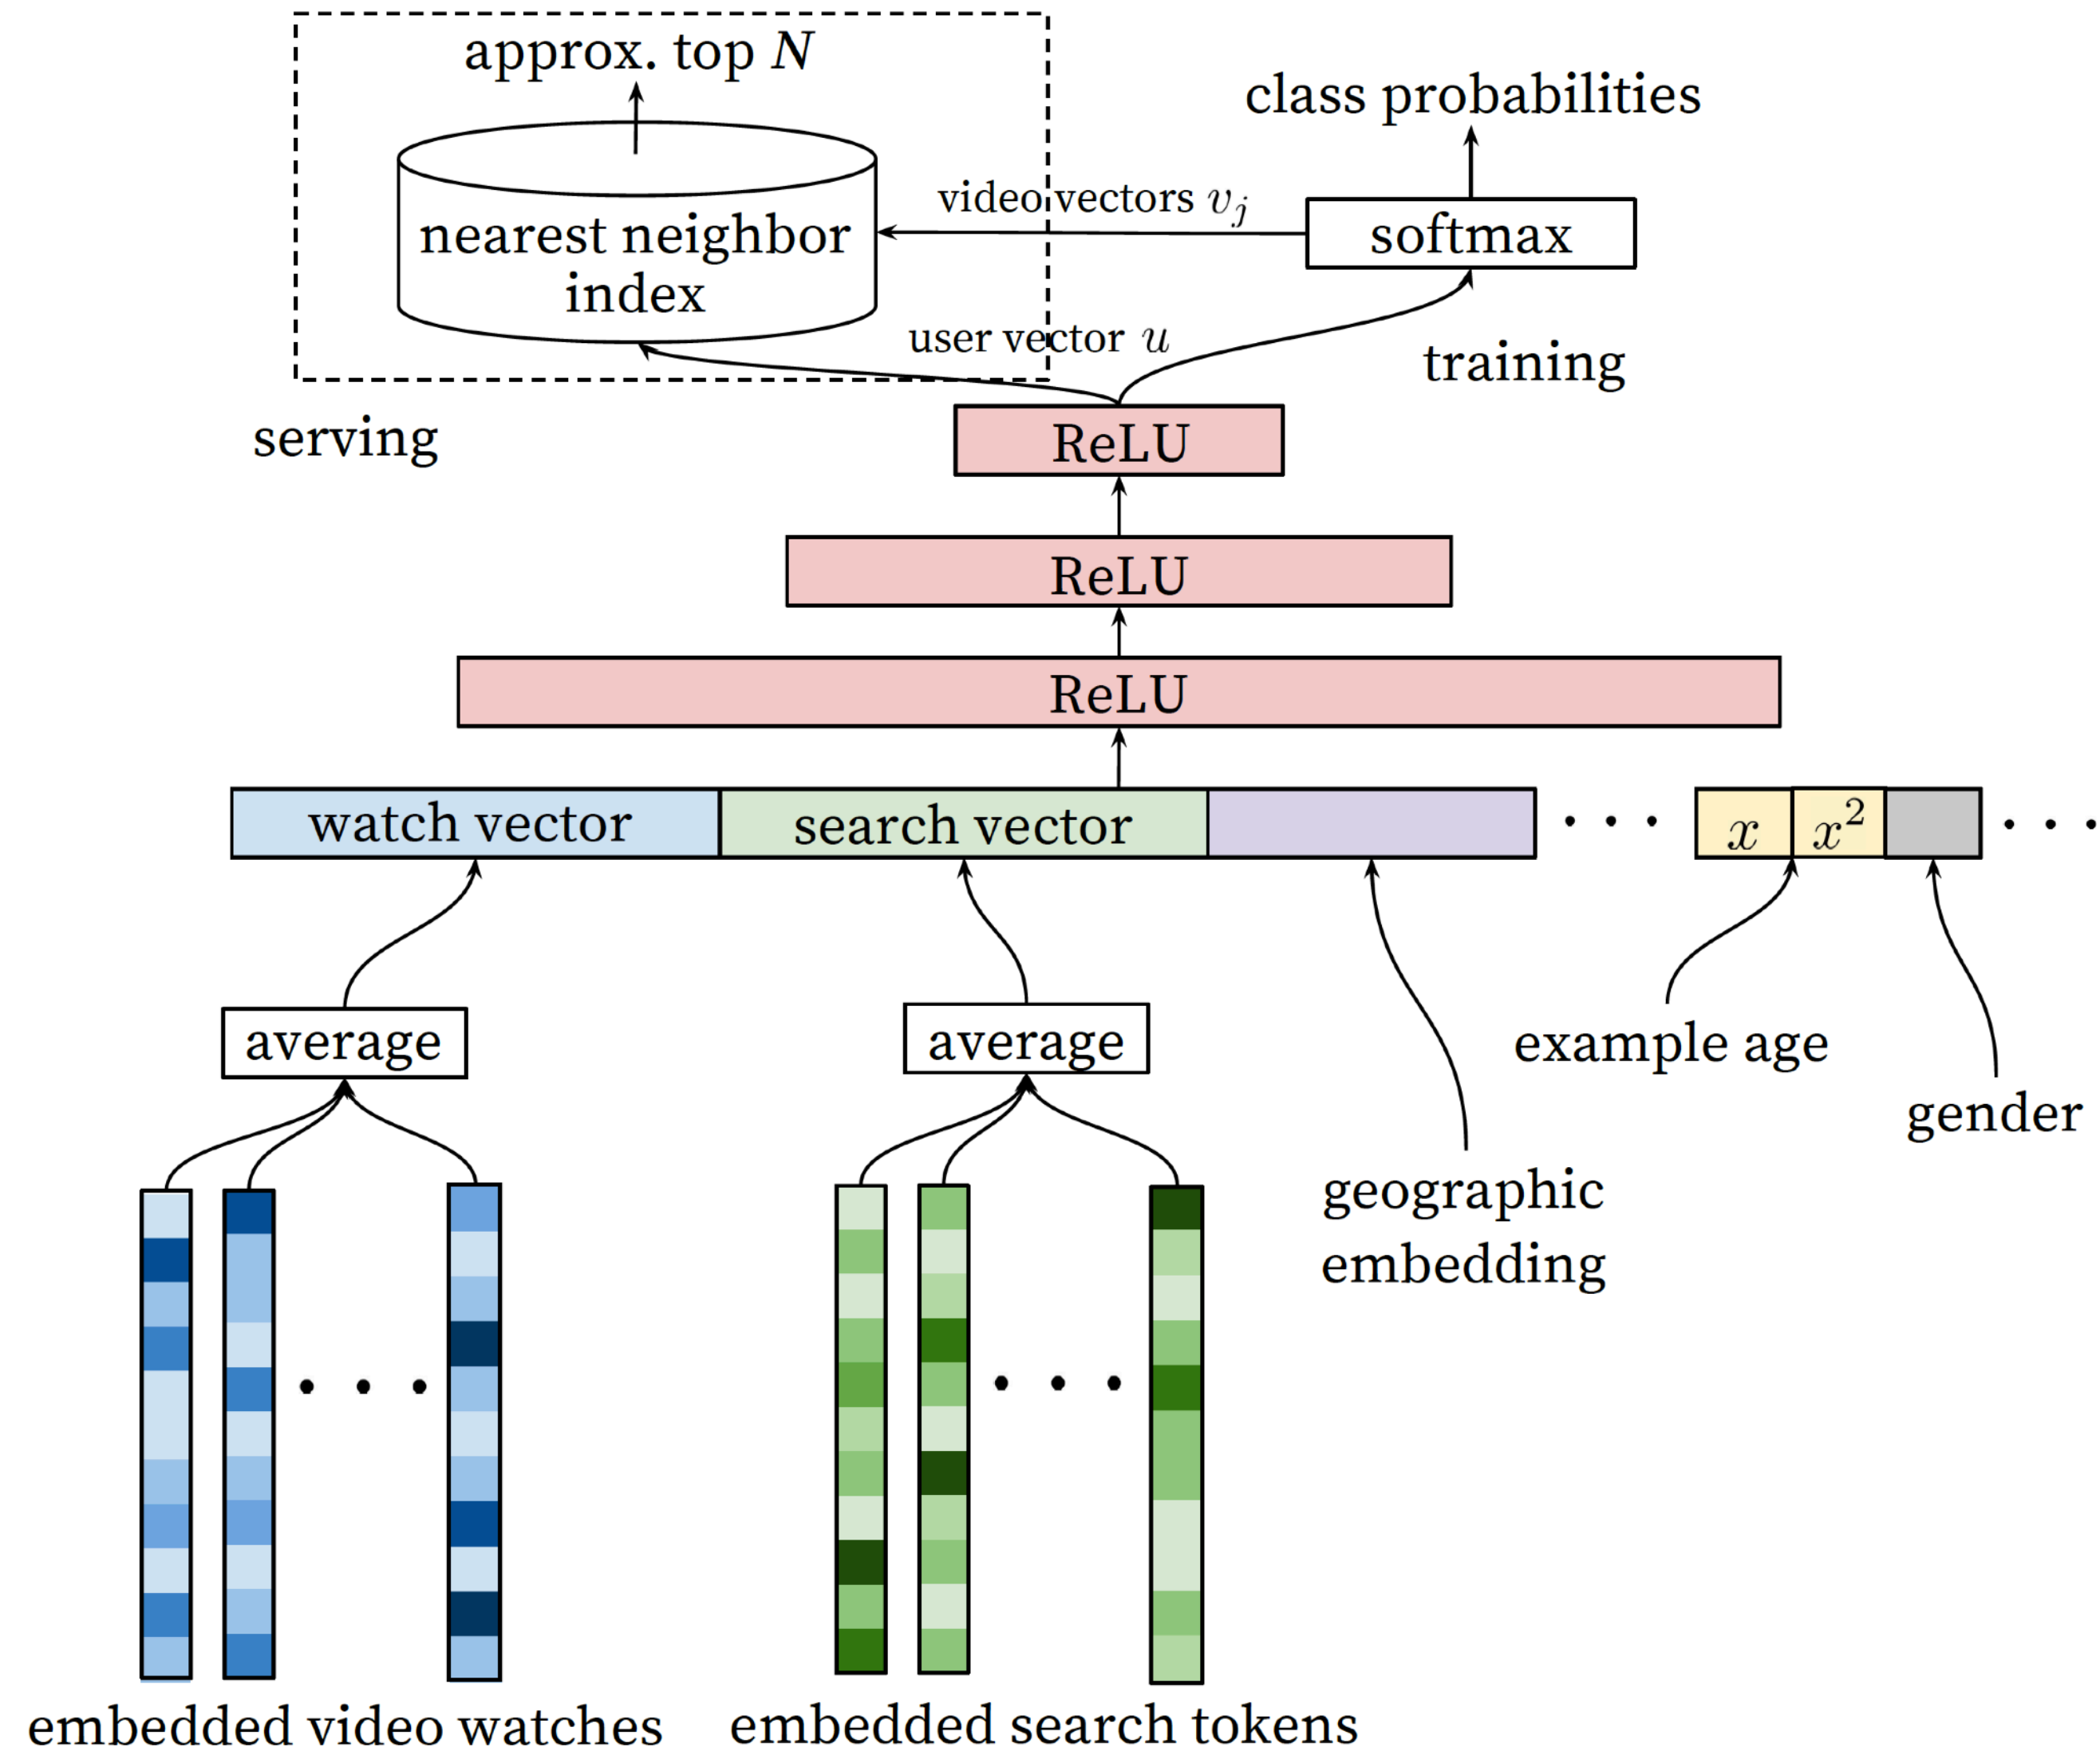 approx. top N
class probabilities
nearest neighbor
index
video vectors v_j
softmax
user vector u
training
serving
ReLU
ReLU
ReLU
watch vector
search vector
x
x²
average
average
example age
gender
geographic
embedding
embedded video watches
embedded search tokens